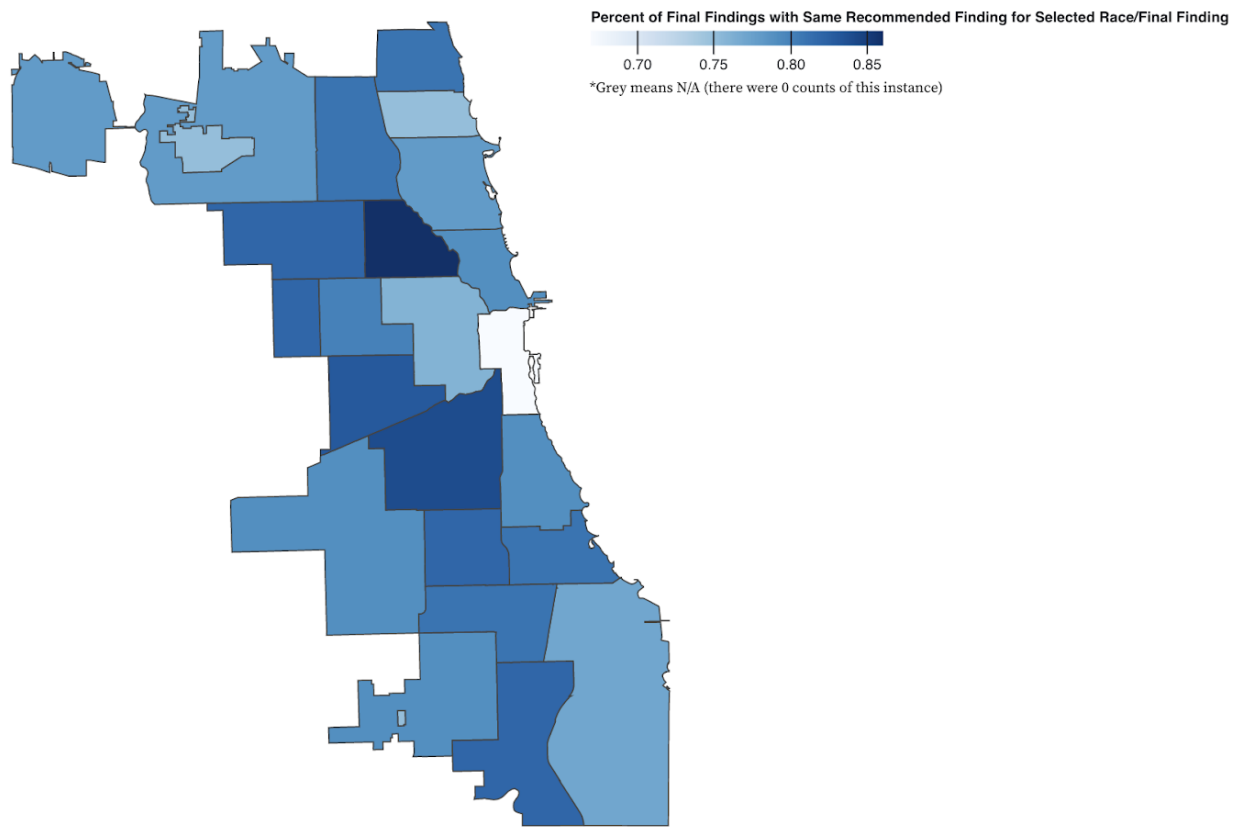 Percent of Final Findings with Same Recommended Finding for Selected Race/Final Finding
0.70 0.75 0.80 0.85
*Grey means N/A (there were 0 counts of this instance)